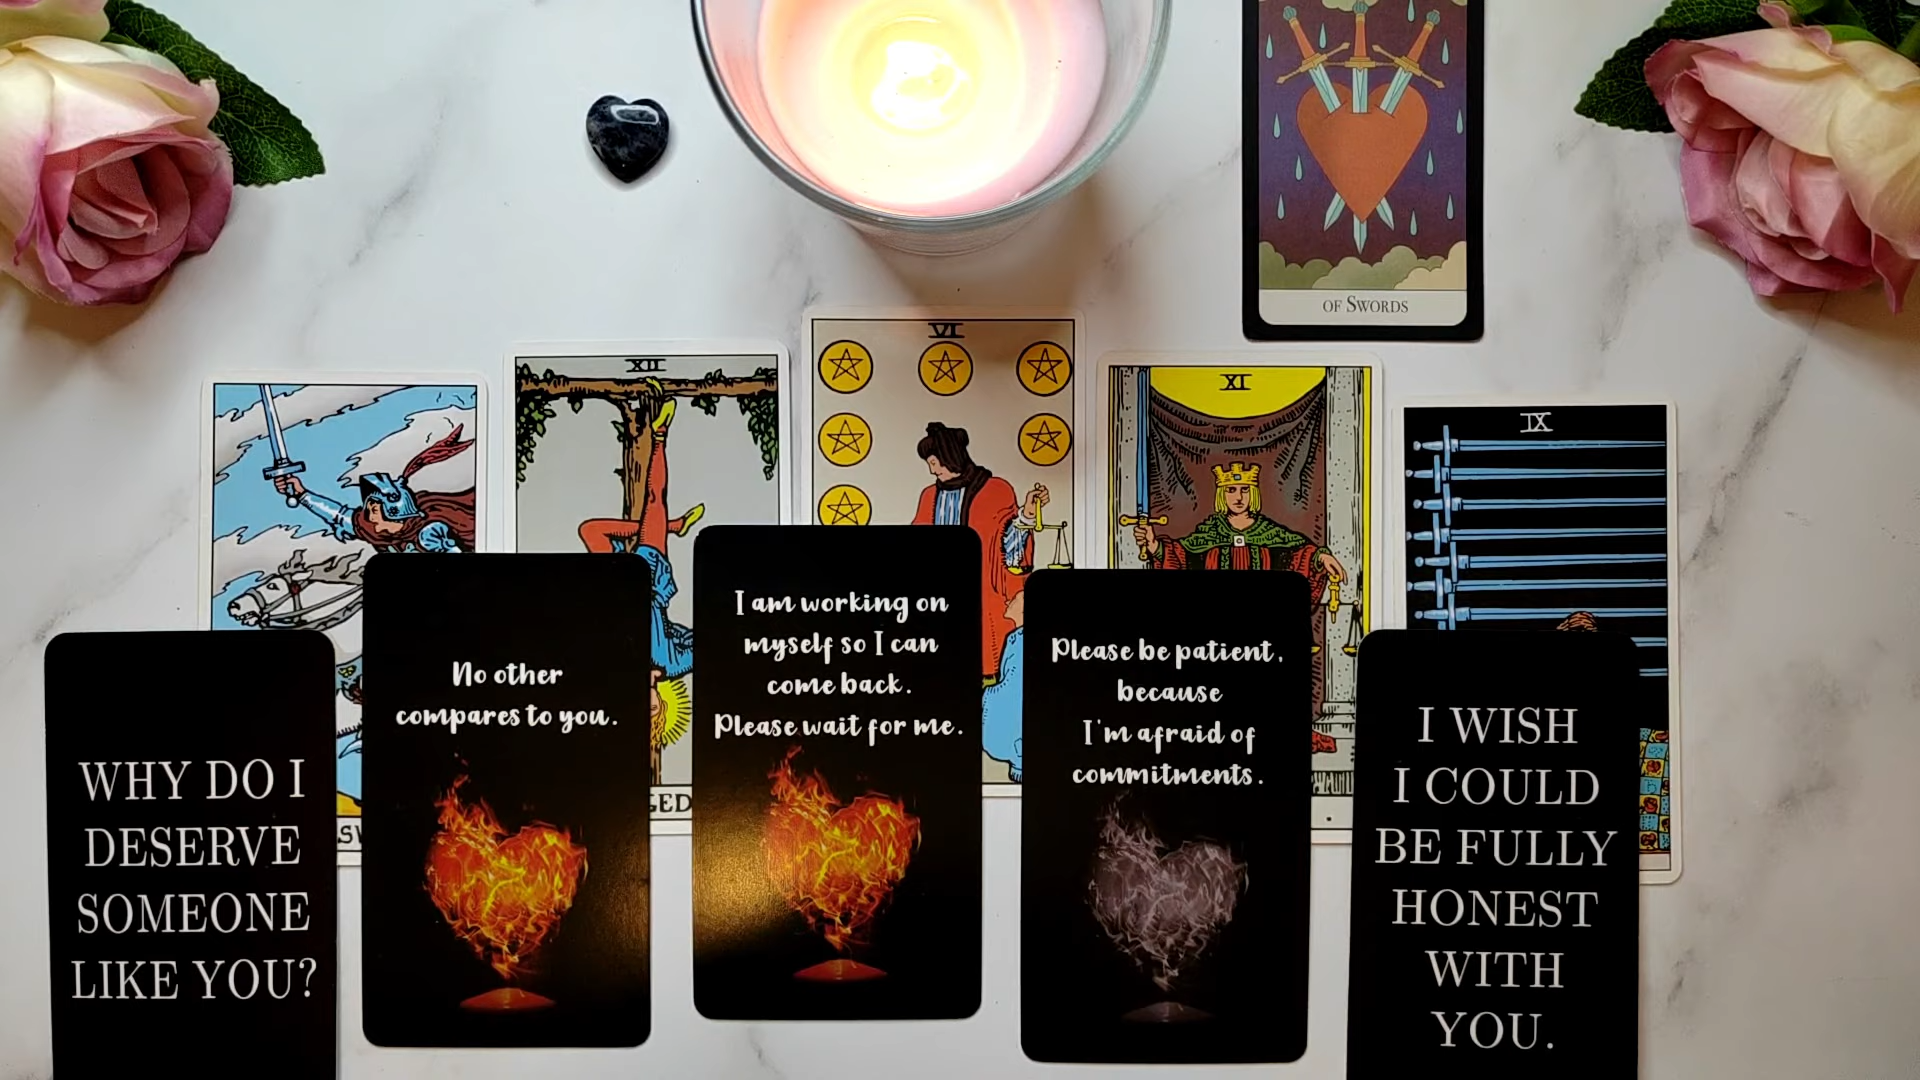 OF SWORDS
VI
XII
XI
IX
No other
compares to you.
I am working on
myself so I can
come back.
Please wait for me.
Please be patient,
because
I'm afraid of
commitments.
WHY DO I
DESERVE
SOMEONE
LIKE YOU?
I WISH
I COULD
BE FULLY
HONEST
WITH
YOU.
GED
SW